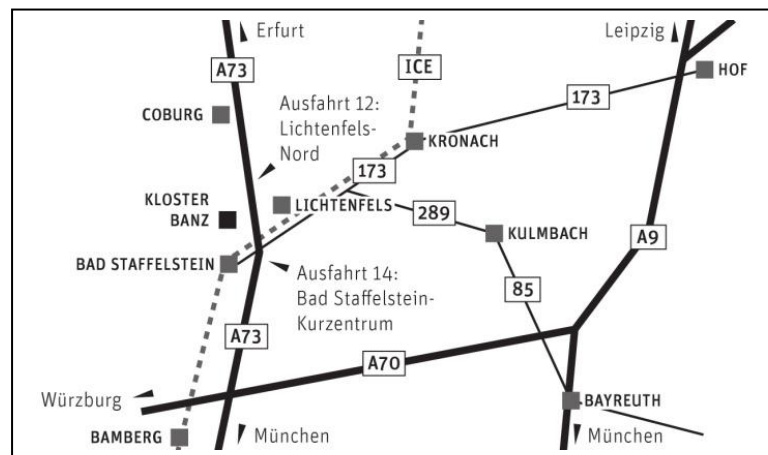 Erfurt
Leipzig
A73
ICE
HOF
173
COBURG
Ausfahrt 12:
Lichtenfels-
Nord
KRONACH
173
KLOSTER
BANZ
LICHTENFELS
289
KULMBACH
A9
BAD STAFFELSTEIN
Ausfahrt 14:
Bad Staffelstein-
Kurzentrum
85
A73
A70
Würzburg
BAYREUTH
BAMBERG
München
München